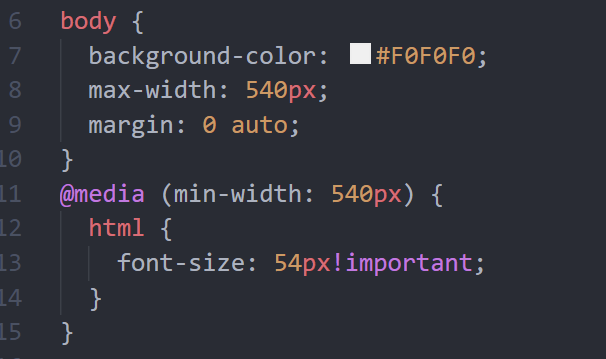 6 body {
7 background-color: #F0F0F0;
8 max-width: 540px;
9 margin: 0 auto;
10 }
11 @media (min-width: 540px) {
12 html {
13 font-size: 54px!important;
14 }
15 }